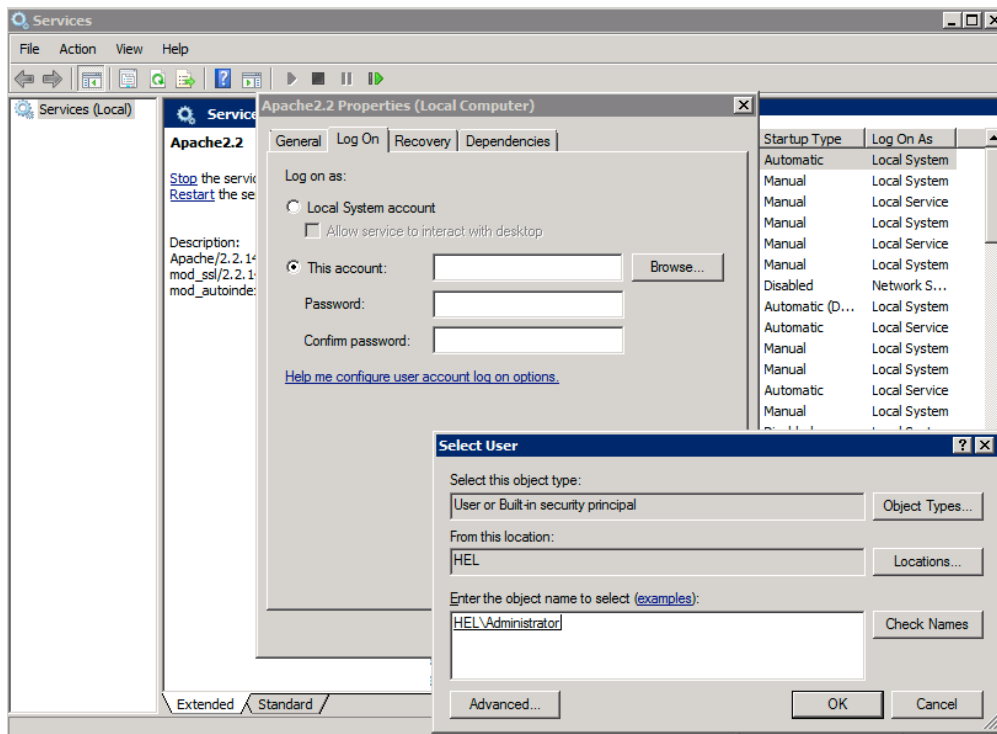 Services
File Action View Help
Services (Local)
Apache2.2
Stop the
Restart the
Description:
Apache/2.2.14
mod_ssl/2.2.1
Apache2.2 Properties (Local Computer)
General Log On Recovery Dependencies
Log on as:
Local System account
Allow service to interact with desktop
This account: Browse...
Password:
Confirm password:
Help me configure user account log on options.
Startup Type Log On As
Automatic Local System
Manual Local System
Manual Local Service
Manual Local System
Manual Local Service
Manual Local System
Disabled Network S...
Automatic (D... Local System
Automatic Local Service
Manual Local System
Manual Local System
Automatic Local Service
Manual Local System
Select User
Select this object type:
User or Built-in security principal
Object Types...
From this location:
HEL
Locations...
Enter the object name to select (examples):
HEL\Administrator
Check Names
Advanced... OK Cancel
Extended Standard